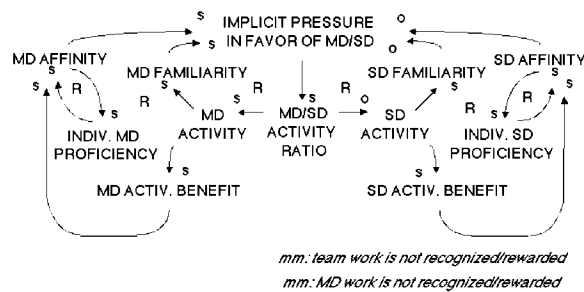 S IMPLICIT PRESSURE O
S IN FAVOR OF MD/SD O
MD AFFINITY SD AFFINITY
S S MD FAMILIARITY SD FAMILIARITY S S
R R S R R S R
S MD S MD/SD S O SD S
INDIV. MD ACTIVITY ACTIVITY ACTIVITY INDIV. SD
PROFICIENCY RATIO PROFICIENCY
S S
MD ACTIV. BENEFIT SD ACTIV. BENEFIT
mm: team work is not recognized/rewarded
mm: MD work is not recognized/rewarded